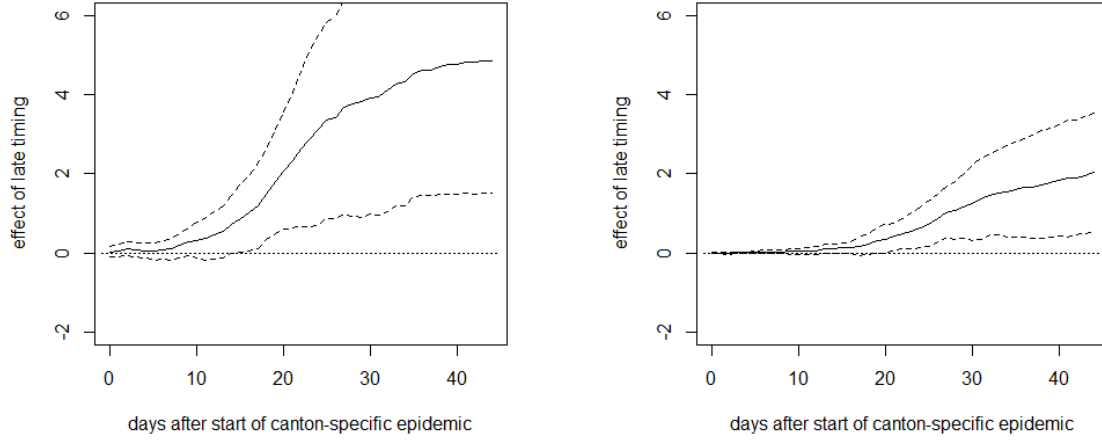 6
4
2
0
-2
effect of late timing
0 10 20 30 40
days after start of canton-specific epidemic
6
4
2
0
-2
effect of late timing
0 10 20 30 40
days after start of canton-specific epidemic